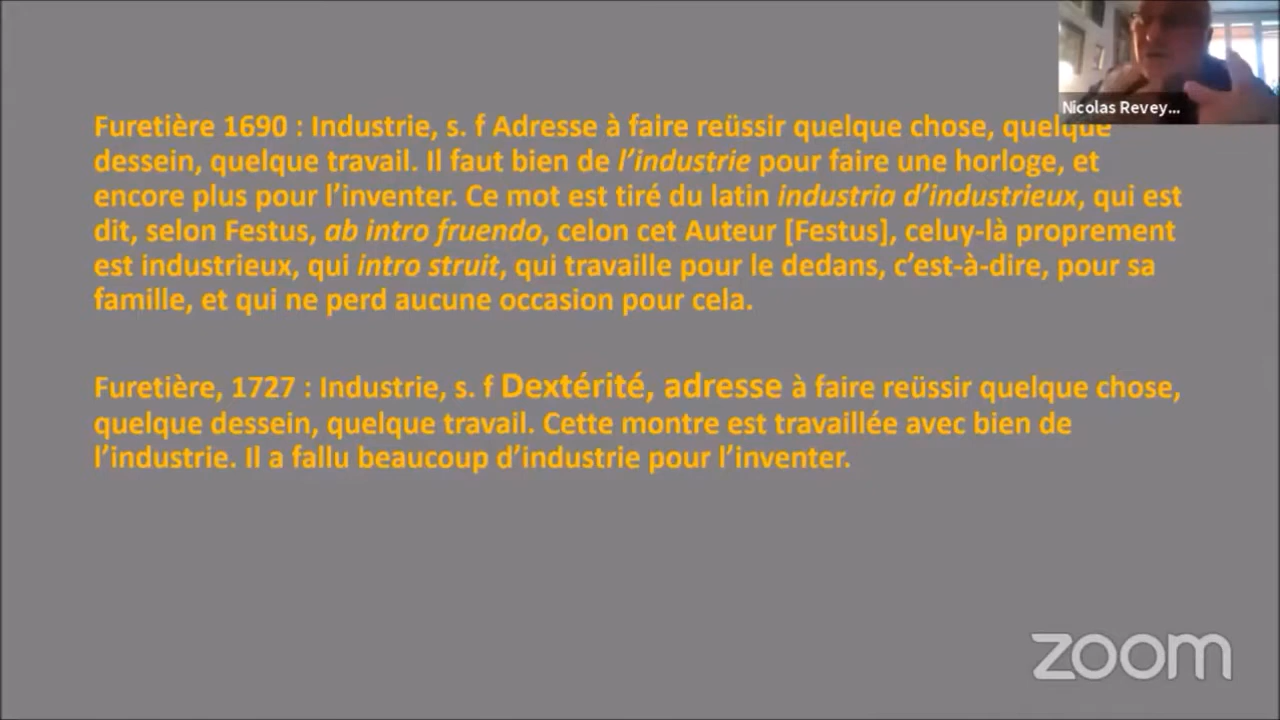 Nicolas Revey...
Furetière 1690 : Industrie, s. f Adresse à faire reüssir quelque chose, quelque
dessein, quelque travail. Il faut bien de l’industrie pour faire une horloge, et
encore plus pour l’inventer. Ce mot est tiré du latin industria d’industrieux, qui est
dit, selon Festus, ab intro fruendo, celon cet Auteur [Festus], celuy-là proprement
est industrieux, qui intro struit, qui travaille pour le dedans, c’est-à-dire, pour sa
famille, et qui ne perd aucune occasion pour cela.
Furetière, 1727 : Industrie, s. f Dextérité, adresse à faire reüssir quelque chose,
quelque dessein, quelque travail. Cette montre est travaillée avec bien de
l’industrie. Il a fallu beaucoup d’industrie pour l’inventer.
zoom